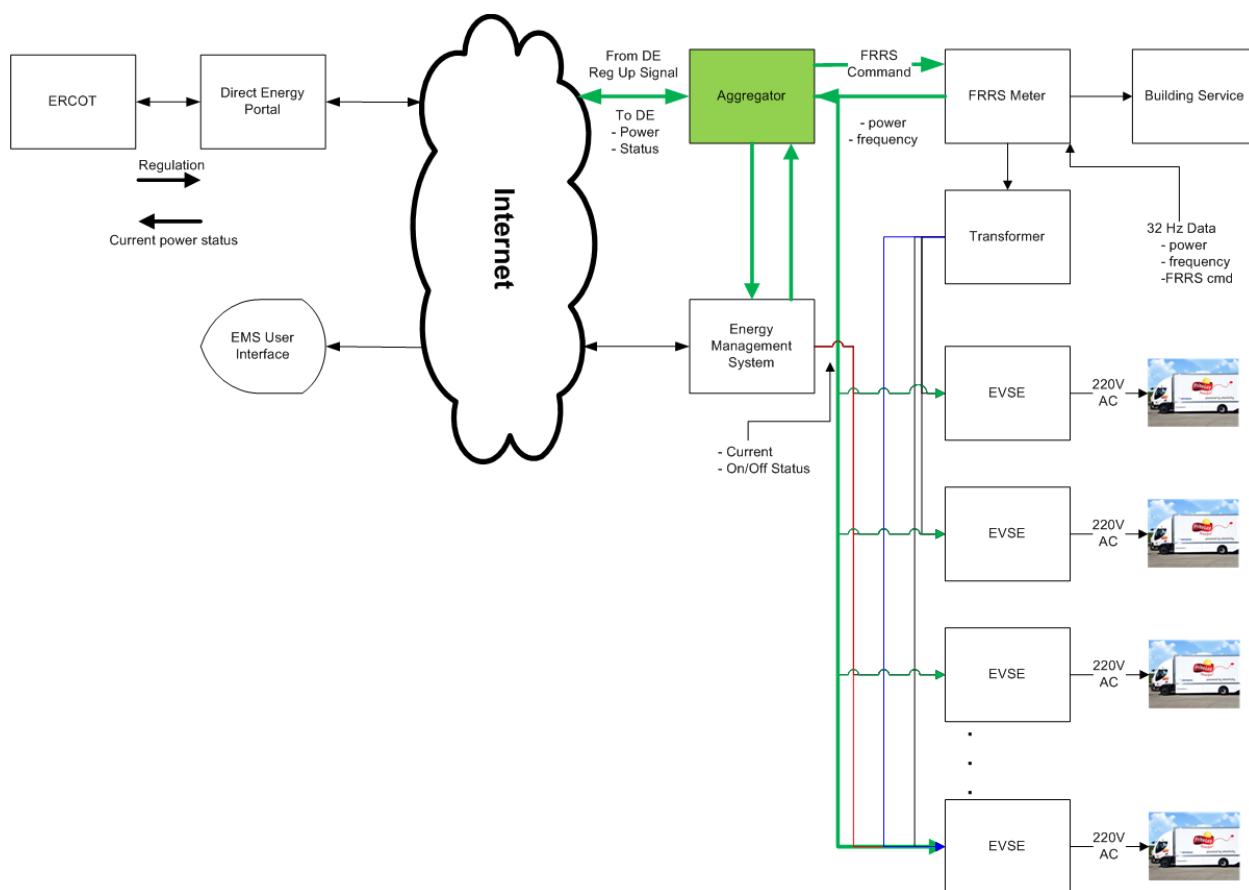 ERCOT
Direct Energy
Portal
Regulation
Current power status
EMS User
Interface
Internet
From DE
Reg Up Signal
To DE
- Power
- Status
Aggregator
FRRS
Command
- power
- frequency
FRRS Meter
Building Service
Transformer
32 Hz Data
- power
- frequency
-FRRS cmd
Energy
Management
System
- Current
- On/Off Status
EVSE
220V
AC
EVSE
220V
AC
EVSE
220V
AC
EVSE
220V
AC